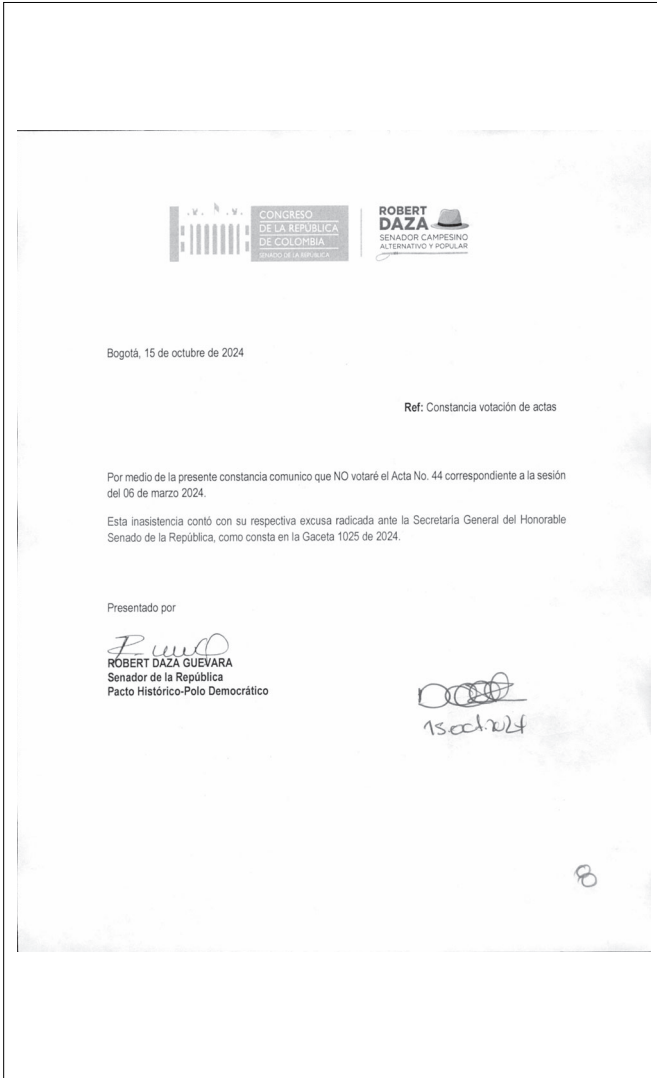 CONGRESO
DE LA REPÚBLICA
DE COLOMBIA
SENADO DE LA REPÚBLICA
ROBERT
DAZA
SENADOR CAMPESINO
ALTERNATIVO Y POPULAR
Bogotá, 15 de octubre de 2024
Ref: Constancia votación de actas
Por medio de la presente constancia comunico que NO votaré el Acta No. 44 correspondiente a la sesión
del 06 de marzo 2024.
Esta inasistencia contó con su respectiva excusa radicada ante la Secretaría General del Honorable
Senado de la República, como consta en la Gaceta 1025 de 2024.
Presentado por
ROBERT DAZA GUEVARA
Senador de la República
Pacto Histórico-Polo Democrático
15.oct.2024
8